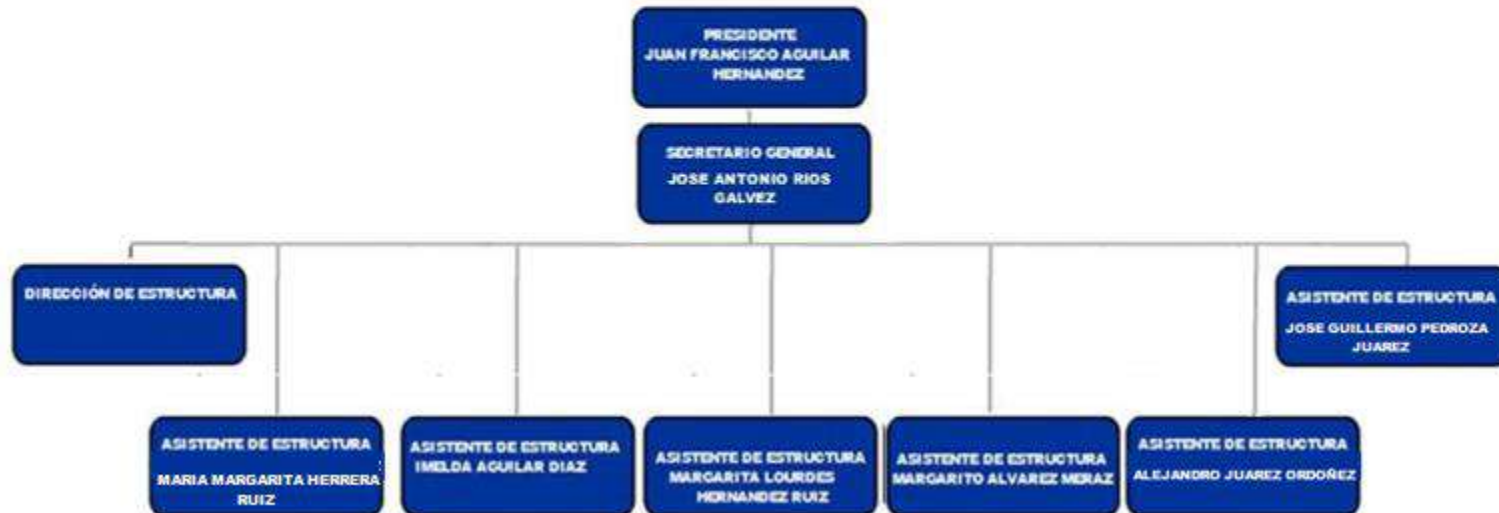 PRESIDENTE
JUAN FRANCISCO AGUILAR
HERNANDEZ
SECRETARIO GENERAL
JOSE ANTONIO RIOS
GALVEZ
DIRECCIÓN DE ESTRUCTURA
ASISTENTE DE ESTRUCTURA
JOSE GUILLERMO PEDROZA
JUAREZ
ASISTENTE DE ESTRUCTURA
MARIA MARGARITA HERRERA
RUIZ
ASISTENTE DE ESTRUCTURA
IMELDA AGUILAR DIAZ
ASISTENTE DE ESTRUCTURA
MARGARITA LOURDES
HERNANDEZ RUIZ
ASISTENTE DE ESTRUCTURA
MARGARITO ALVAREZ MERAZ
ASISTENTE DE ESTRUCTURA
ALEJANDRO JUAREZ ORDOÑEZ